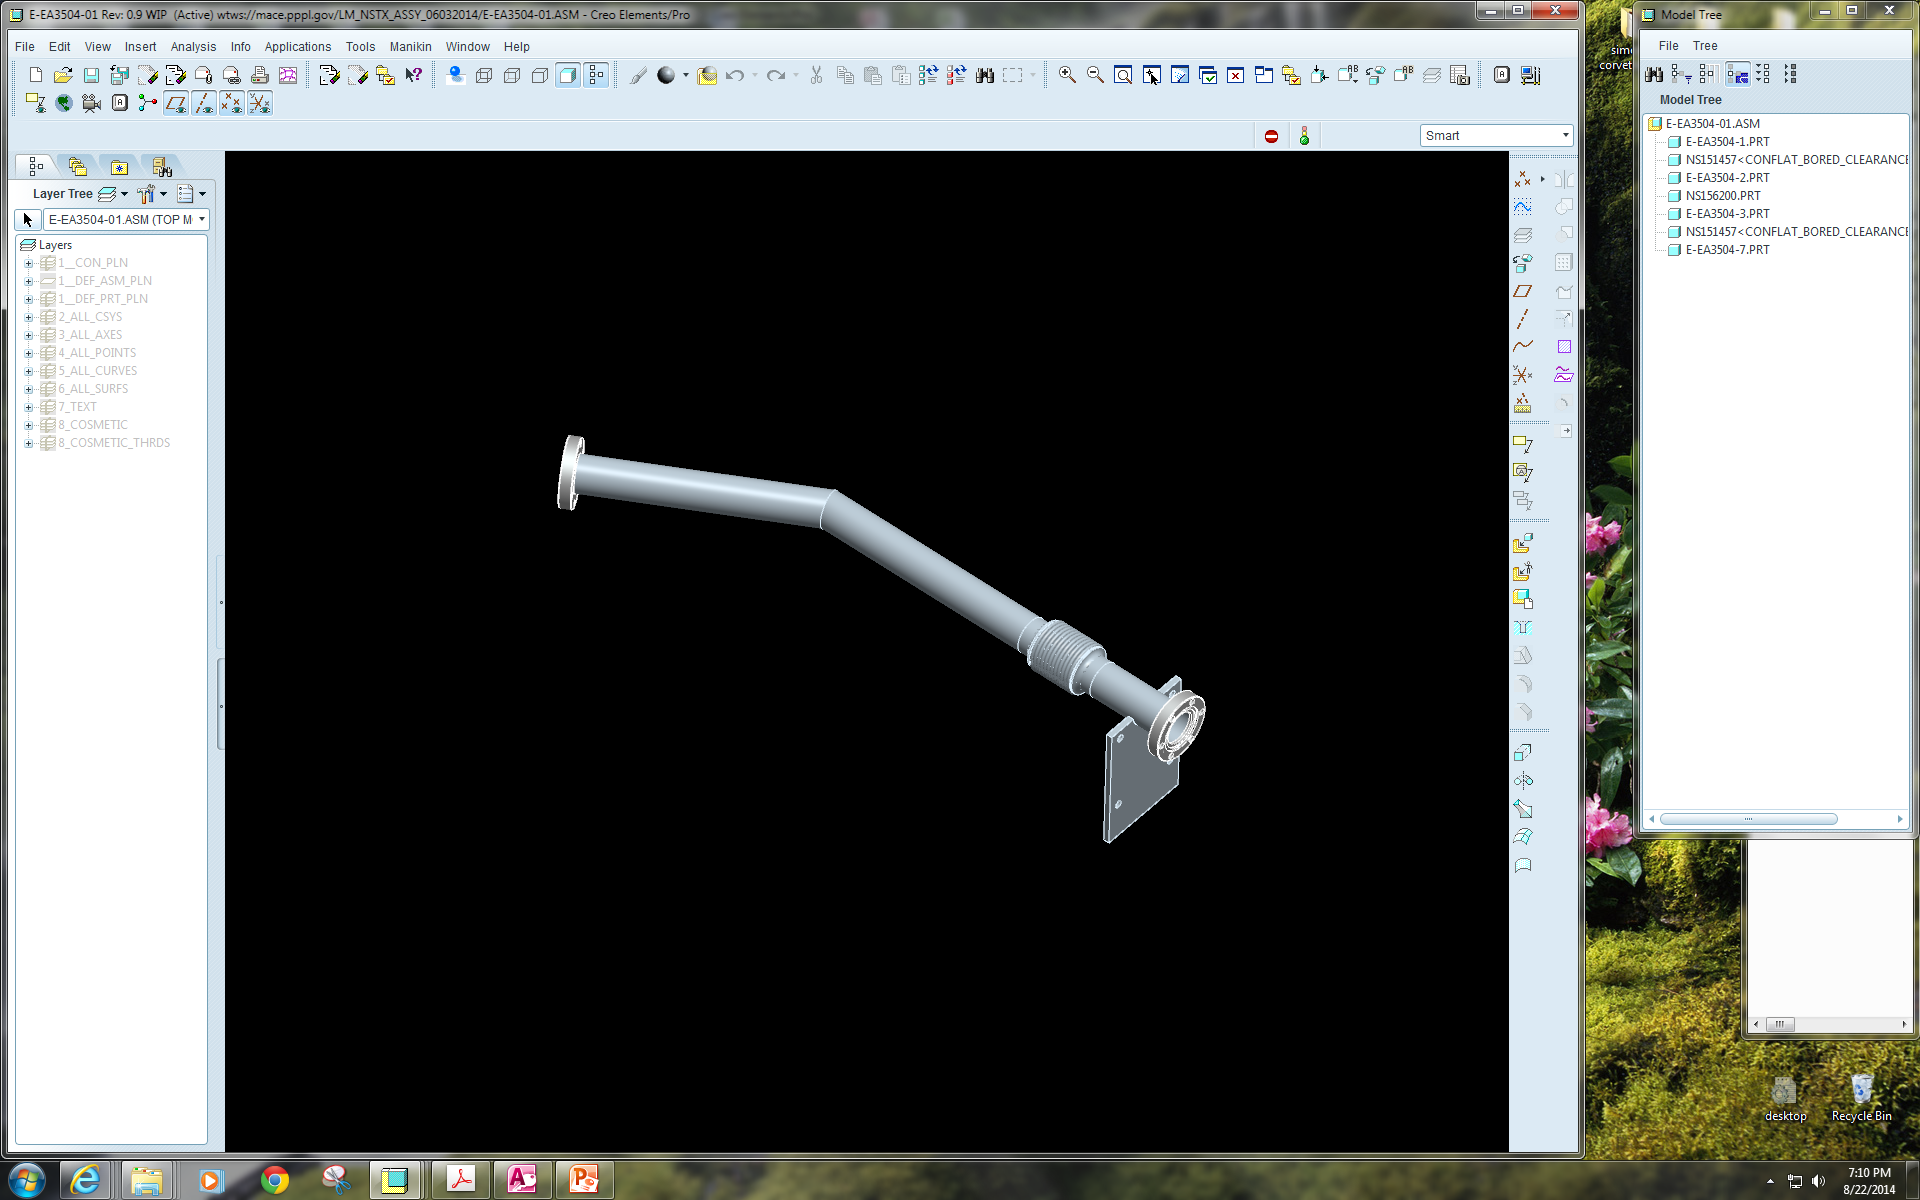 E-EA3504-01 Rev: 0.9 WIP (Active) wtws://mace.pppl.gov/LM_NSTX_ASSY_06032014/E-EA3504-01.ASM - Creo Elements/Pro
File Edit View Insert Analysis Info Applications Tools Manikin Window Help
Smart
Layer Tree
E-EA3504-01.ASM (TOP M
Layers
1__CON_PLN
1__DEF_ASM_PLN
1__DEF_PRT_PLN
2_ALL_CSYS
3_ALL_AXES
4_ALL_POINTS
5_ALL_CURVES
6_ALL_SURFS
7_TEXT
8_COSMETIC
8_COSMETIC_THRDS
Model Tree
File Tree
Model Tree
E-EA3504-01.ASM
E-EA3504-1.PRT
NS151457<CONFLAT_BORED_CLEARANCE
E-EA3504-2.PRT
NS156200.PRT
E-EA3504-3.PRT
NS151457<CONFLAT_BORED_CLEARANCE
E-EA3504-7.PRT
desktop
Recycle Bin
7:10 PM
8/22/2014